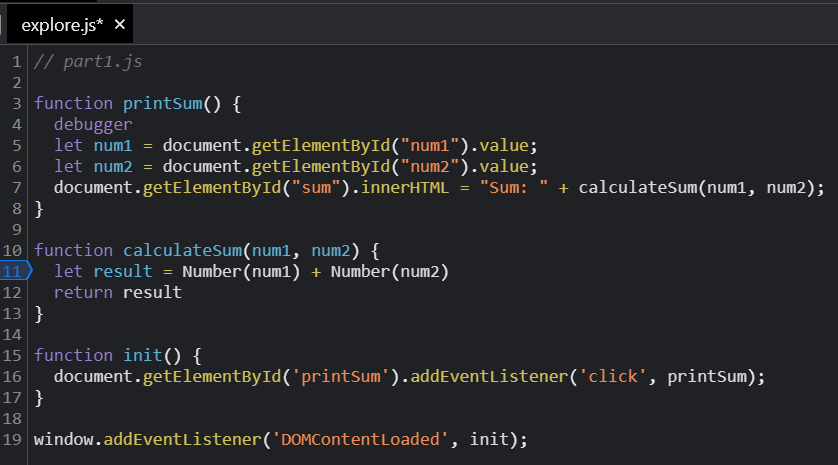 explore.js* ×
1 // part1.js
2
3 function printSum() {
4   debugger
5   let num1 = document.getElementById("num1").value;
6   let num2 = document.getElementById("num2").value;
7   document.getElementById("sum").innerHTML = "Sum: " + calculateSum(num1, num2);
8 }
9
10 function calculateSum(num1, num2) {
11   let result = Number(num1) + Number(num2)
12   return result
13 }
14
15 function init() {
16   document.getElementById('printSum').addEventListener('click', printSum);
17 }
18
19 window.addEventListener('DOMContentLoaded', init);